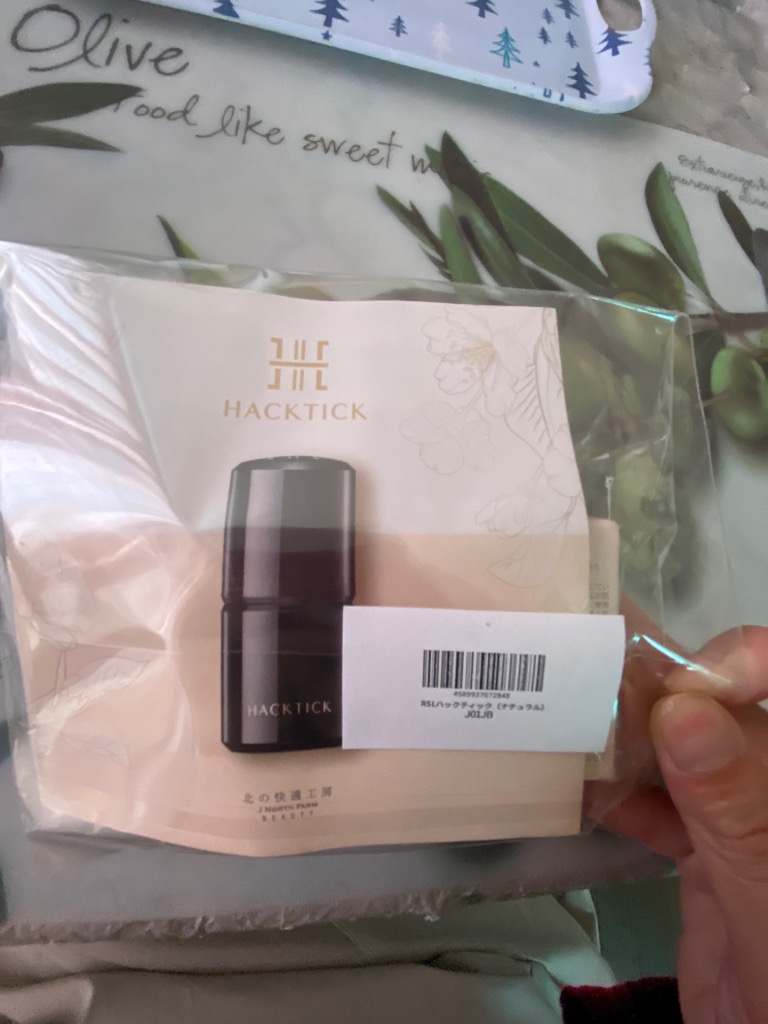 Olive
food like sweet
HACKTICK
HACKTICK
4589937072848
RSLハックティック（ナチュラル）
J01JB
北の快適工房
J NORTH FARM
BEAUTY